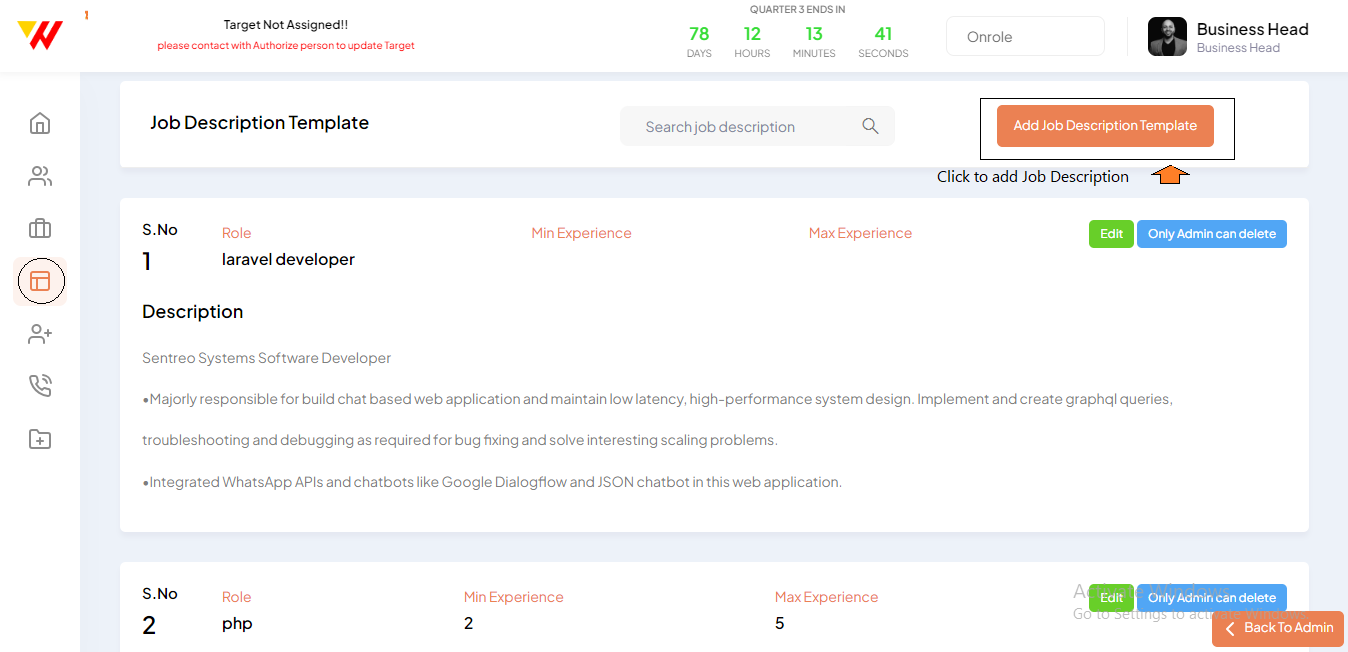 Target Not Assigned!!
please contact with Authorize person to update Target
QUARTER 3 ENDS IN
78 12 13 41
DAYS HOURS MINUTES SECONDS
Onrole
Business Head
Business Head
Job Description Template
Search job description
Add Job Description Template
Click to add Job Description
S.No Role Min Experience Max Experience Edit Only Admin can delete
1 laravel developer
Description
Sentreo Systems Software Developer
•Majorly responsible for build chat based web application and maintain low latency, high-performance system design. Implement and create graphql queries,
troubleshooting and debugging as required for bug fixing and solve interesting scaling problems.
•Integrated WhatsApp APIs and chatbots like Google Dialogflow and JSON chatbot in this web application.
S.No Role Min Experience Max Experience Edit Only Admin can delete
2 php 2 5
Activate Windows
Go to Settings to activate Windows.
Back To Admin